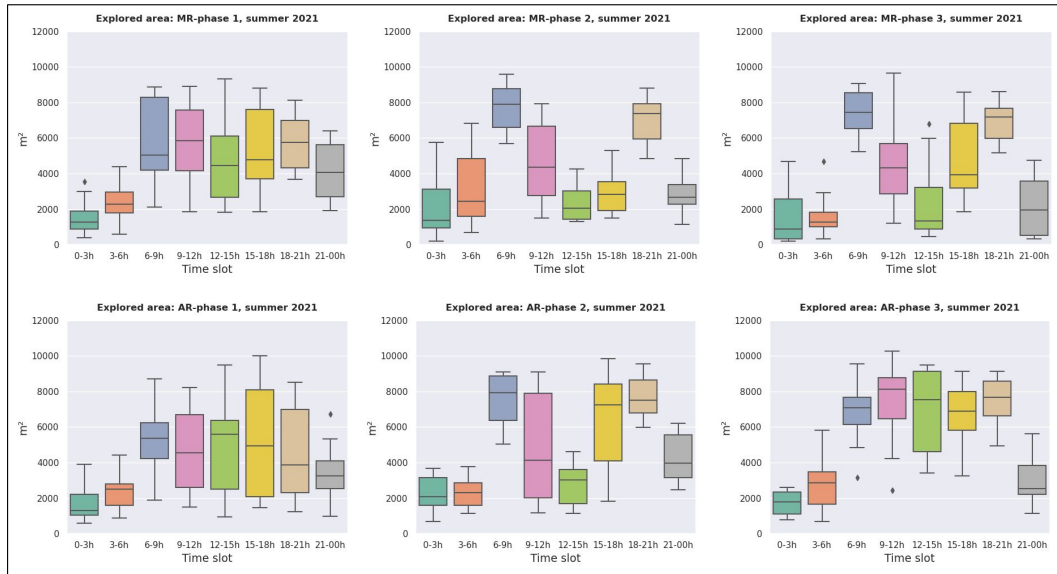 Explored area: MR-phase 1, summer 2021
12000
10000
8000
6000
4000
2000
0
m²
0-3h 3-6h 6-9h 9-12h 12-15h 15-18h 18-21h 21-00h
Time slot
Explored area: MR-phase 2, summer 2021
12000
10000
8000
6000
4000
2000
0
m²
0-3h 3-6h 6-9h 9-12h 12-15h 15-18h 18-21h 21-00h
Time slot
Explored area: MR-phase 3, summer 2021
12000
10000
8000
6000
4000
2000
0
m²
0-3h 3-6h 6-9h 9-12h 12-15h 15-18h 18-21h 21-00h
Time slot
Explored area: AR-phase 1, summer 2021
12000
10000
8000
6000
4000
2000
0
m²
0-3h 3-6h 6-9h 9-12h 12-15h 15-18h 18-21h 21-00h
Time slot
Explored area: AR-phase 2, summer 2021
12000
10000
8000
6000
4000
2000
0
m²
0-3h 3-6h 6-9h 9-12h 12-15h 15-18h 18-21h 21-00h
Time slot
Explored area: AR-phase 3, summer 2021
12000
10000
8000
6000
4000
2000
0
m²
0-3h 3-6h 6-9h 9-12h 12-15h 15-18h 18-21h 21-00h
Time slot